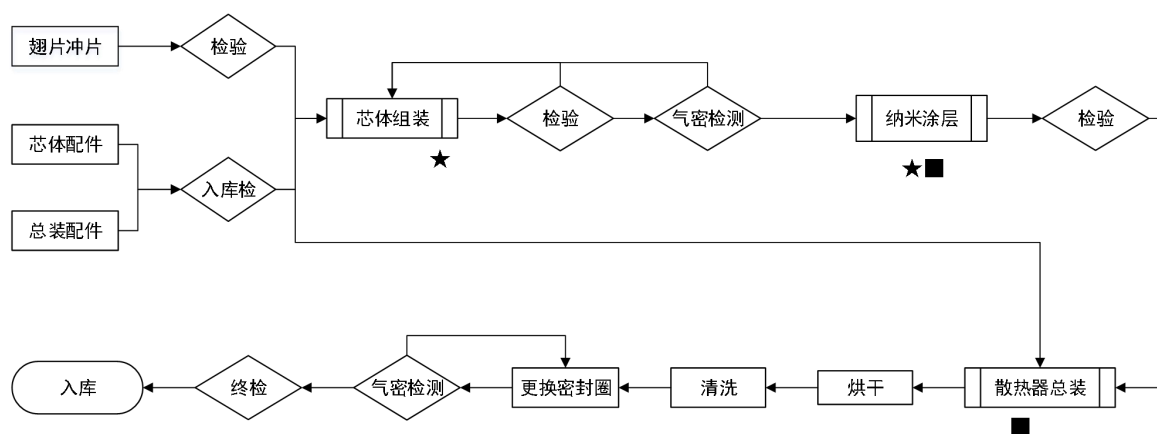 翅片冲片
检验
芯体配件
总装配件
入库检
芯体组装
★
检验
气密检测
纳米涂层
★■
检验
散热器总装
■
烘干
清洗
更换密封圈
气密检测
终检
入库